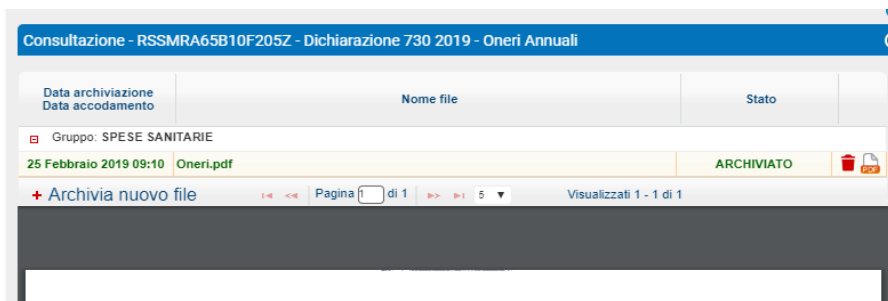 Consultazione - RSSMRA65B10F205Z - Dichiarazione 730 2019 - Oneri Annuali
Data archiviazione
Data accodamento
Nome file
Stato
Gruppo: SPESE SANITARIE
25 Febbraio 2019 09:10 Oneri.pdf ARCHIVIATO PDF
+ Archivia nuovo file Pagina 1 di 1 5 Visualizzati 1 - 1 di 1